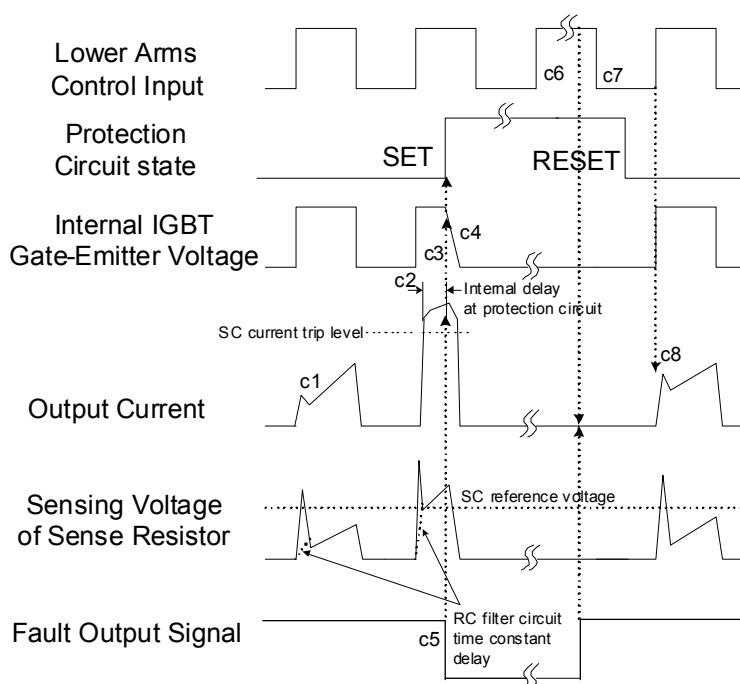 Lower Arms
Control Input
c6
c7
Protection
Circuit state
SET
RESET
Internal IGBT
Gate-Emitter Voltage
c3
c4
c2
Internal delay
at protection circuit
SC current trip level
c1
c8
Output Current
Sensing Voltage
of Sense Resistor
SC reference voltage
Fault Output Signal
c5
RC filter circuit
time constant
delay